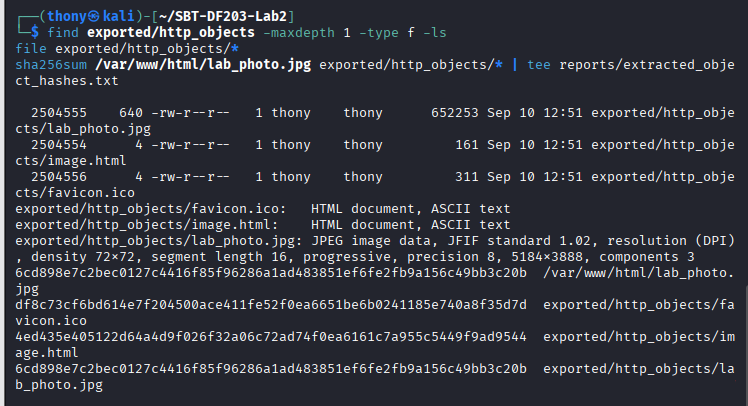 ┌──(thony㉿kali)-[~/SBT-DF203-Lab2]
└─$ find exported/http_objects -maxdepth 1 -type f -ls
file exported/http_objects/*
sha256sum /var/www/html/lab_photo.jpg exported/http_objects/* | tee reports/extracted_obje
ct_hashes.txt
2504555 640 -rw-r--r-- 1 thony thony 652253 Sep 10 12:51 exported/http_obje
cts/lab_photo.jpg
2504554 4 -rw-r--r-- 1 thony thony 161 Sep 10 12:51 exported/http_obje
cts/image.html
2504556 4 -rw-r--r-- 1 thony thony 311 Sep 10 12:51 exported/http_obje
cts/favicon.ico
exported/http_objects/favicon.ico: HTML document, ASCII text
exported/http_objects/image.html: HTML document, ASCII text
exported/http_objects/lab_photo.jpg: JPEG image data, JFIF standard 1.02, resolution (DPI)
, density 72×72, segment length 16, progressive, precision 8, 5184×3888, components 3
6cd898e7c2bec0127c4416f85f96286a1ad483851ef6fe2fb9a156c49bb3c20b /var/www/html/lab_photo.
jpg
df8c73cf6bd614e7f204500ace411fe52f0ea6651be6b0241185e740a8f35d7d exported/http_objects/fa
vicon.ico
4ed435e405122d64a4d9f026f32a06c72ad74f0ea6161c7a955c5449f9ad9544 exported/http_objects/im
age.html
6cd898e7c2bec0127c4416f85f96286a1ad483851ef6fe2fb9a156c49bb3c20b exported/http_objects/la
b_photo.jpg